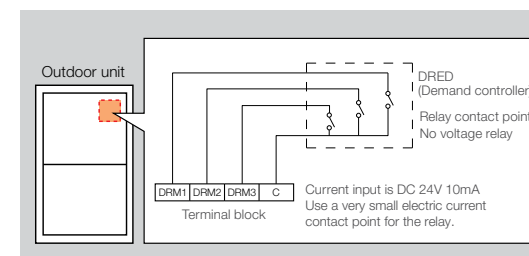 Outdoor unit
DRED
(Demand controller)
Relay contact point
No voltage relay
DRM1 DRM2 DRM3 C
Terminal block
Current input is DC 24V 10mA
Use a very small electric current
contact point for the relay.